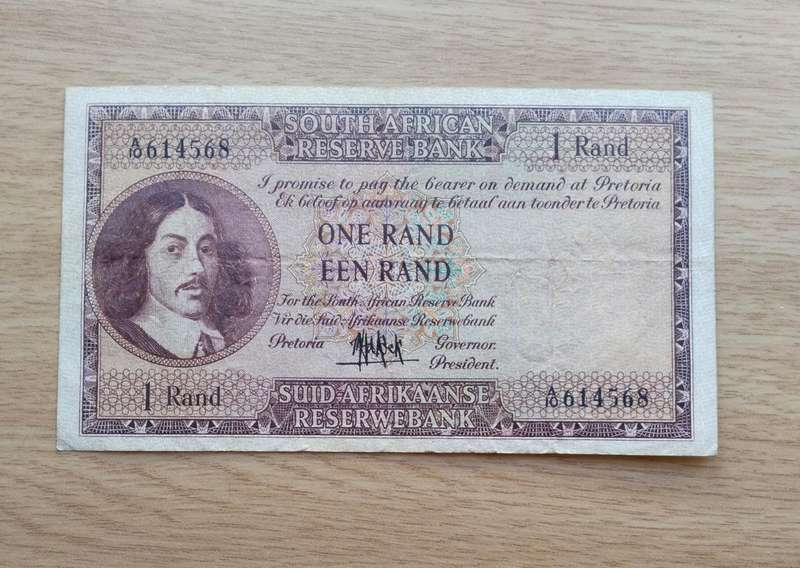 SOUTH AFRICAN
RESERVE BANK
A/10 614568
1 Rand
I promise to pay the bearer on demand at Pretoria
Ek beloof op aanvraag te betaal aan toonder te Pretoria
ONE RAND
EEN RAND
For the South African Reserve Bank
Vir die Suid-Afrikaanse Reserwebank
Pretoria
Governor.
President.
1 Rand
SUID-AFRIKAANSE
RESERWEBANK
A/10 614568